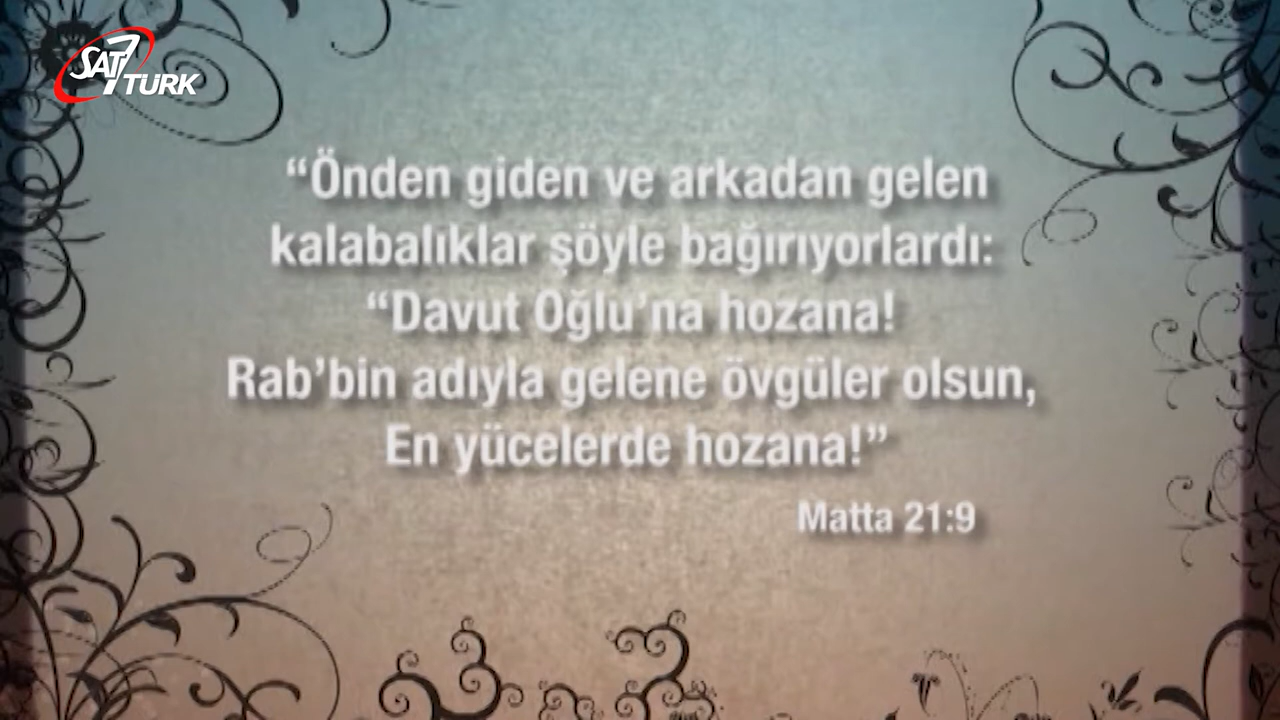 SAT 7 TÜRK
“Önden giden ve arkadan gelen
kalabalıklar şöyle bağırıyorlardı:
“Davut Oğlu’na hozana!
Rab’bin adıyla gelene övgüler olsun,
En yücelerde hozana!”
Matta 21:9